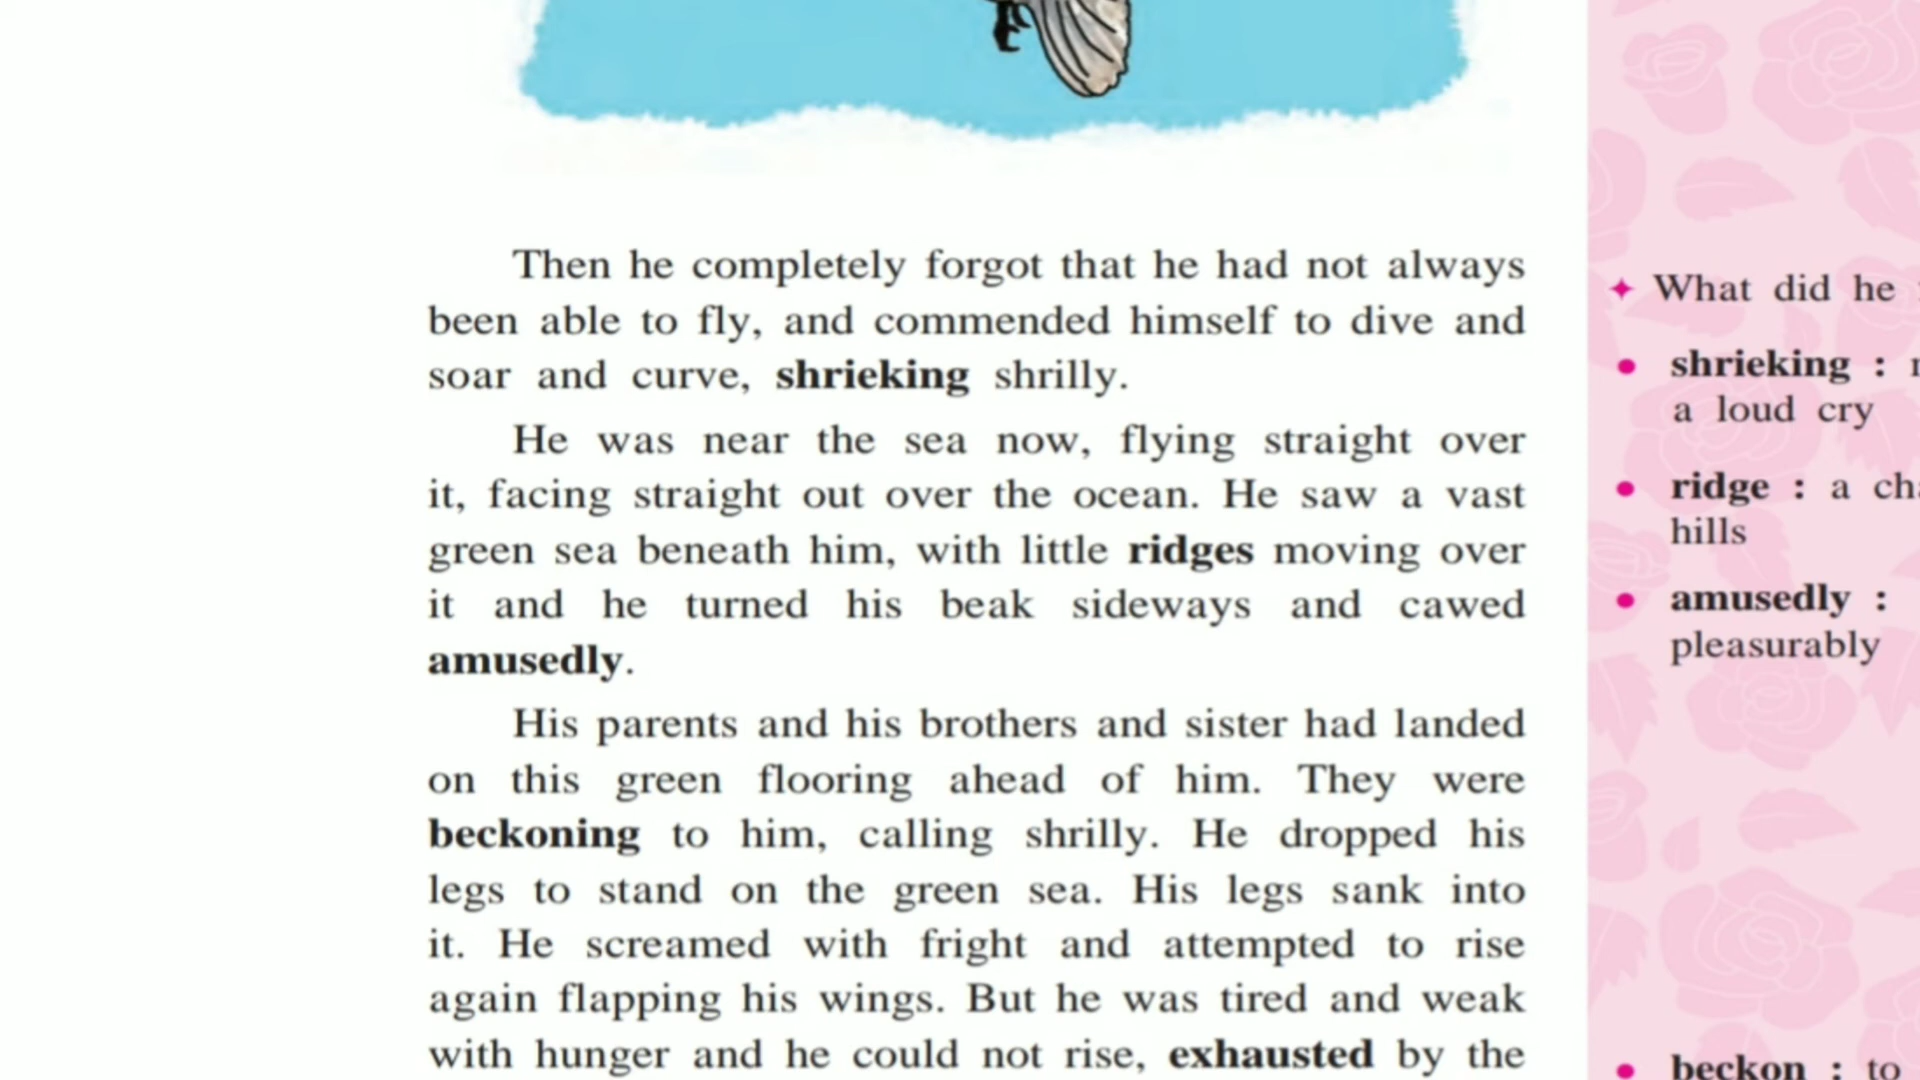 Then he completely forgot that he had not always
been able to fly, and commended himself to dive and
soar and curve, shrieking shrilly.
He was near the sea now, flying straight over
it, facing straight out over the ocean. He saw a vast
green sea beneath him, with little ridges moving over
it and he turned his beak sideways and cawed
amusedly.
His parents and his brothers and sister had landed
on this green flooring ahead of him. They were
beckoning to him, calling shrilly. He dropped his
legs to stand on the green sea. His legs sank into
it. He screamed with fright and attempted to rise
again flapping his wings. But he was tired and weak
with hunger and he could not rise, exhausted by the
✦ What did he
• shrieking :
a loud cry
• ridge : a
hills
• amusedly :
pleasurably
• beckon : to